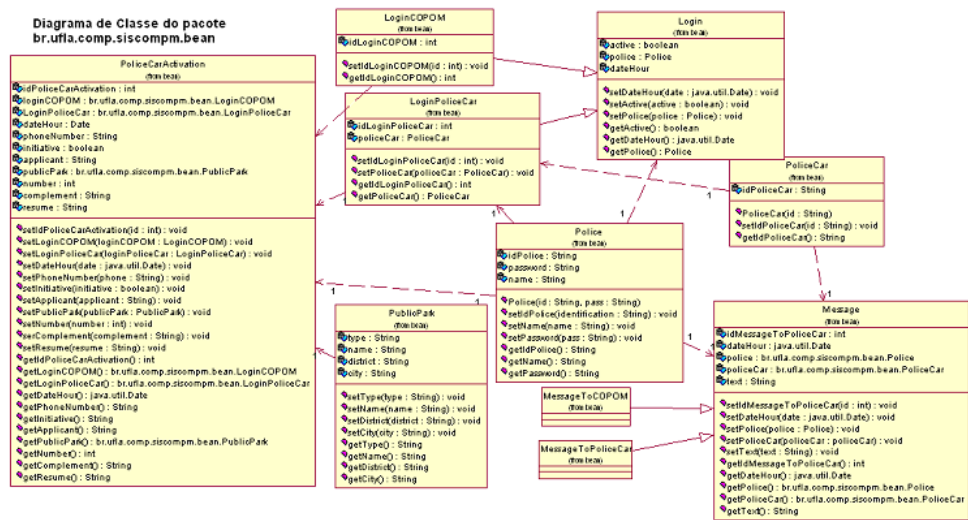 Diagrama de Classe do pacote
br.ufla.comp.siscompm.bean
PoliceCarActivation
(from bean)
idPoliceCarActivation : int
loginCOPOM : br.ufla.comp.siscompm.bean.LoginCOPOM
LoginPoliceCar : br.ufla.comp.siscompm.bean.LoginPoliceCar
dateHour : Date
phoneNumber : String
initiative : boolean
applicant : String
publicPark : br.ufla.comp.siscompm.bean.PublicPark
number : int
complement : String
resume : String
setIdPoliceCarActivation(id : int) : void
setLoginCOPOM(loginCOPOM : LoginCOPOM) : void
setLoginPoliceCar(loginPoliceCar : LoginPoliceCar) : void
setDateHour(date : java.util.Date) : void
setPhoneNumber(phone : String) : void
setInitiative(initiative : boolean) : void
setApplicant(applicant : String) : void
setPublicPark(publicPark : PublicPark) : void
setNumber(number : int) : void
serComplement(complement : String) : void
setResume(resume : String) : void
getIdPoliceCarActivation() : int
getLoginCOPOM() : br.ufla.comp.siscompm.bean.LoginCOPOM
getLoginPoliceCar() : br.ufla.comp.siscompm.bean.LoginPoliceCar
getDateHour() : java.util.Date
getPhoneNumber() : String
getInitiative() : String
getApplicant() : String
getPublicPark() : br.ufla.comp.siscompm.bean.PublicPark
getNumber() : int
getComplement() : String
getResume() : String
LoginCOPOM
(from bean)
idLoginCOPOM : int
setIdLoginCOPOM(id : int) : void
getIdLoginCOPOM() : int
LoginPoliceCar
(from bean)
idLoginPoliceCar : int
policeCar : PoliceCar
setIdLoginPoliceCar(id : int) : void
setPoliceCar(policeCar : PoliceCar) : void
getIdLoginPoliceCar() : int
getPoliceCar() : PoliceCar
Login
(from bean)
active : boolean
police : Police
dateHour
setDateHour(date : java.util.Date) : void
setActive(active : boolean) : void
setPolice(police : Police) : void
getActive() : boolean
getDateHour() : java.util.Date
getPolice() : Police
PoliceCar
(from bean)
idPoliceCar : String
PoliceCar(id : String)
setIdPoliceCar(id : String) : void
getIdPoliceCar() : String
1
1
1
1
Police
(from bean)
idPolice : String
password : String
name : String
Police(id : String, pass : String)
setIdPolice(identification : String) : void
setName(name : String) : void
setPassword(pass : String) : void
getIdPolice() : String
getName() : String
getPassword() : String
1
1
1
1
PublicPark
(from bean)
type : String
name : String
district : String
city : String
setType(type : String) : void
setName(name : String) : void
setDistrict(district : String) : void
setCity(city : String) : void
getType() : String
getName() : String
getDistrict() : String
getCity() : String
MessageToCOPOM
(from bean)
MessageToPoliceCar
(from bean)
Message
(from bean)
idMessageToPoliceCar : int
dateHour : java.util.Date
police : br.ufla.comp.siscompm.bean.Police
policeCar : br.ufla.comp.siscompm.bean.PoliceCar
text : String
setIdMessageToPoliceCar(id : int) : void
setDateHour(date : java.util.Date) : void
setPolice(police : Police) : void
setPoliceCar(policeCar : policeCar) : void
setText(text : String) : void
getIdMessageToPoliceCar() : int
getDateHour() : java.util.Date
getPolice() : br.ufla.comp.siscompm.bean.Police
getPoliceCar() : br.ufla.comp.siscompm.bean.PoliceCar
getText() : String